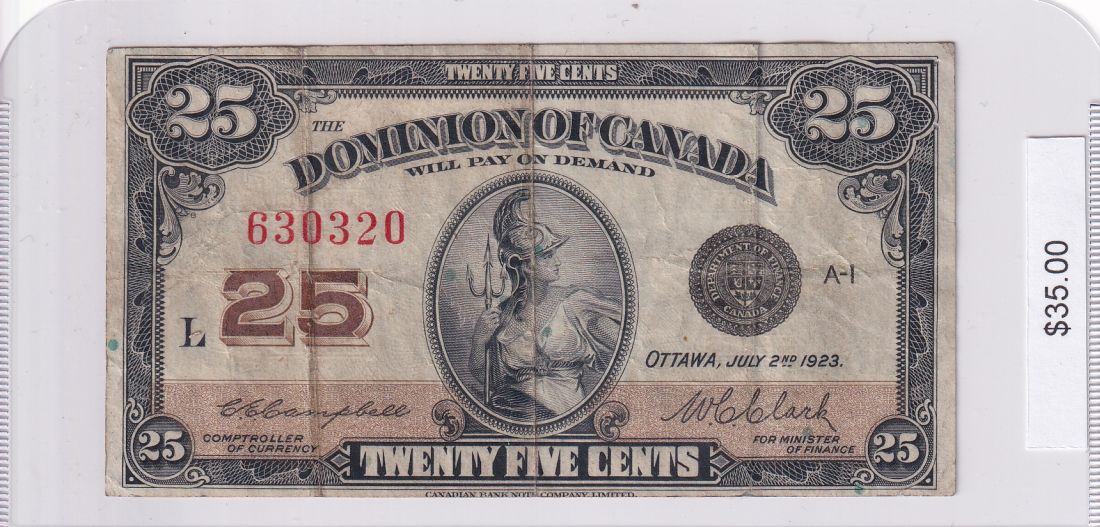 TWENTY FIVE CENTS
25 25
THE
DOMINION OF CANADA
WILL PAY ON DEMAND
630320
DEPARTMENT OF FINANCE
CANADA
A-1
25
L
OTTAWA, JULY 2ND 1923.
C.E. Campbell
W.C. Clark
25
COMPTROLLER
OF CURRENCY
FOR MINISTER
OF FINANCE
25
TWENTY FIVE CENTS
CANADIAN BANK NOTE COMPANY, LIMITED.
$35.00